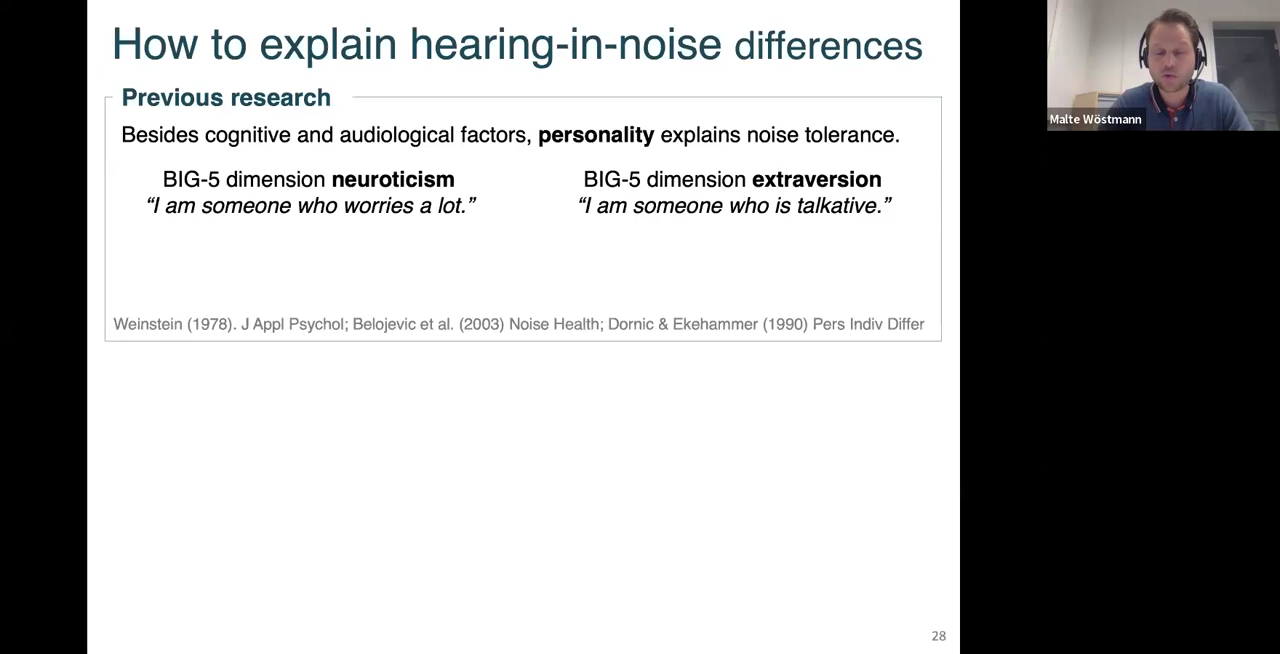 How to explain hearing-in-noise differences
Previous research
Besides cognitive and audiological factors, personality explains noise tolerance.
BIG-5 dimension neuroticism
“I am someone who worries a lot.”
BIG-5 dimension extraversion
“I am someone who is talkative.”
Weinstein (1978). J Appl Psychol; Belojevic et al. (2003) Noise Health; Dornic & Ekehammer (1990) Pers Indiv Differ
28
Malte Wöstmann